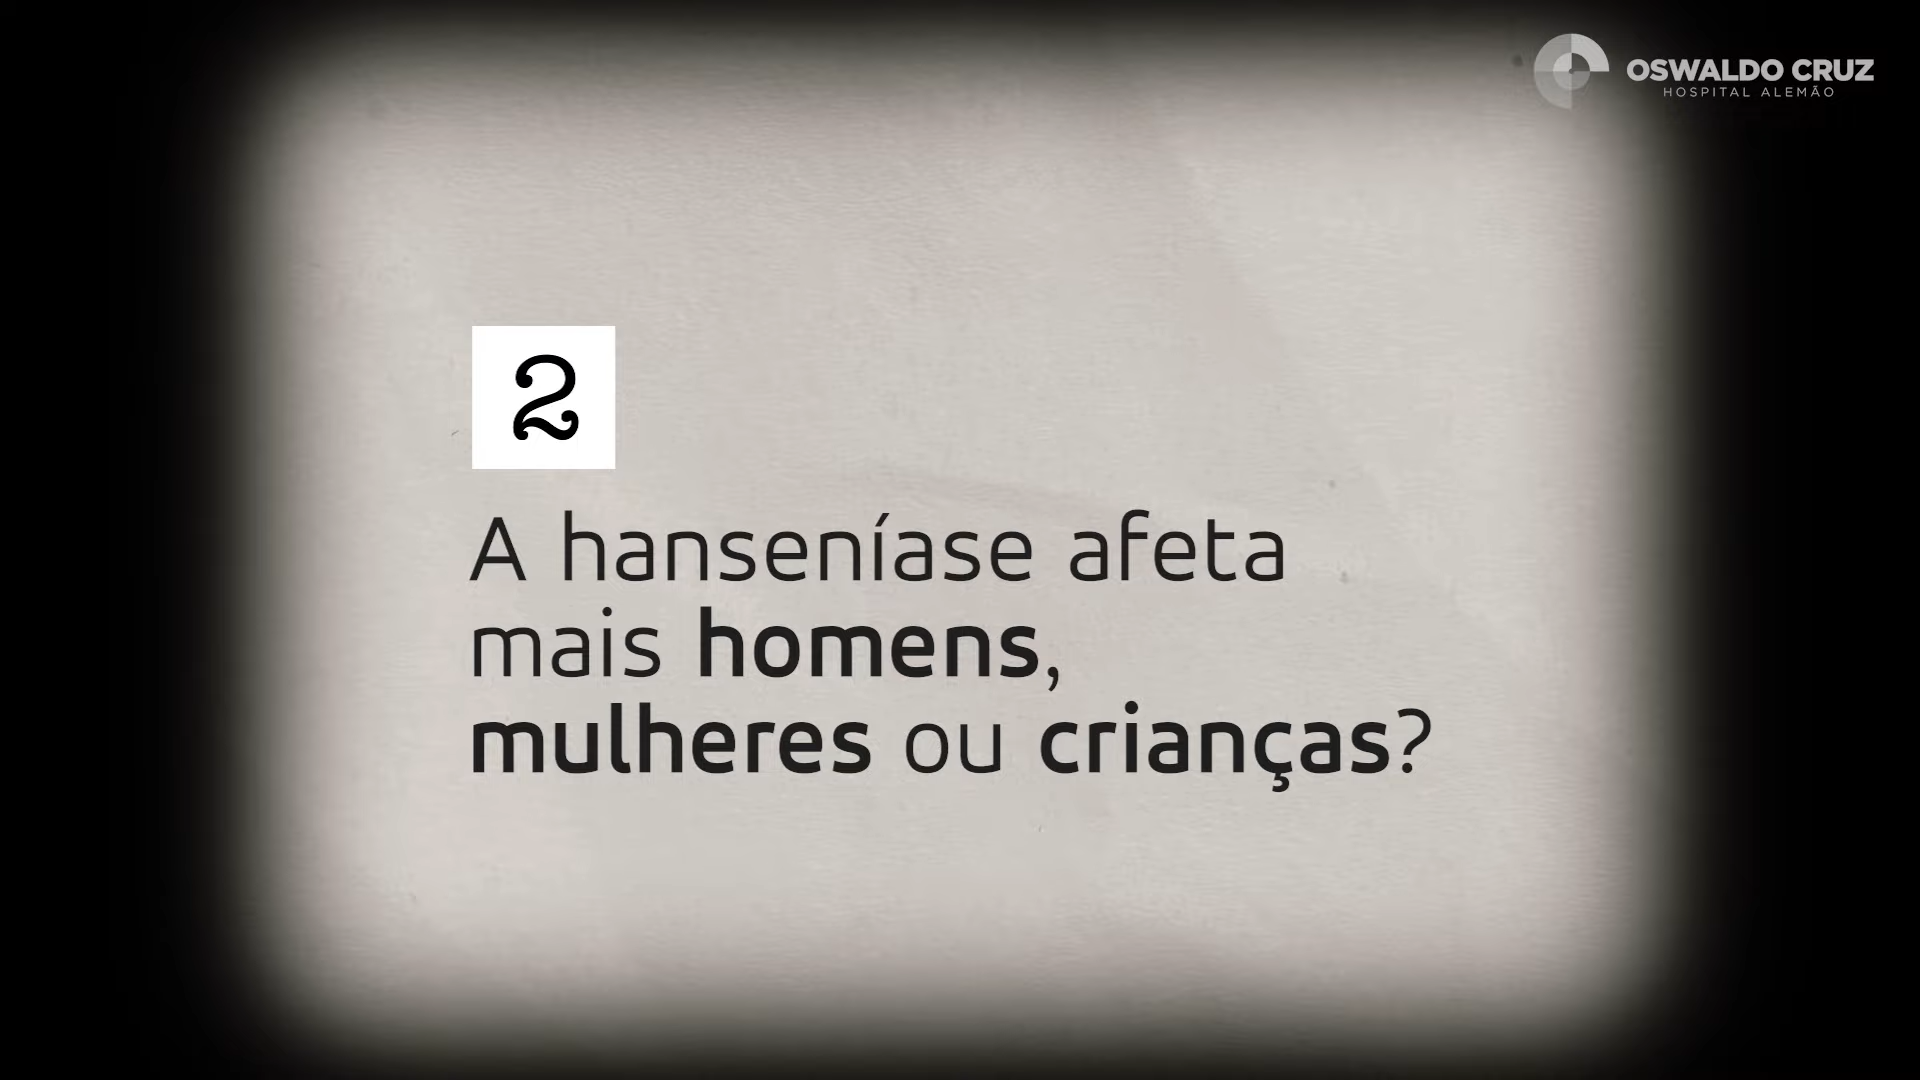 OSWALDO CRUZ
HOSPITAL ALEMÃO
2
A hanseníase afeta
mais homens,
mulheres ou crianças?